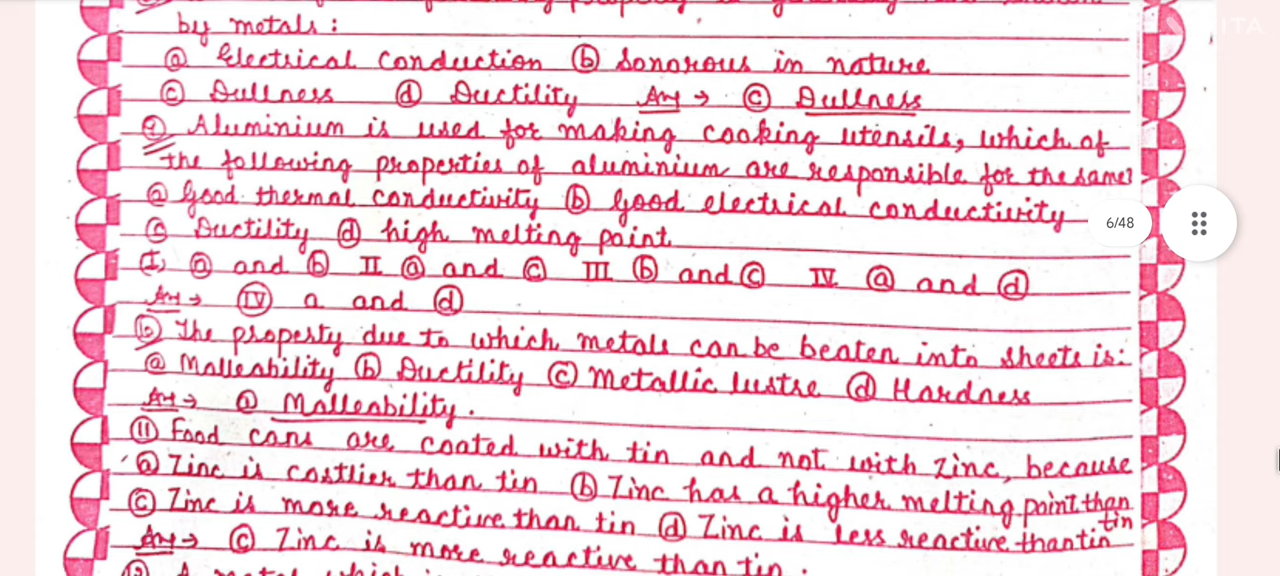 by metals :
ⓐ Electrical conduction ⓑ Sonorous in nature
ⓒ Dullness ⓓ Ductility Ans → ⓒ Dullness
⑨ Aluminium is used for making cooking utensils, which of
the following properties of aluminium are responsible for the same?
ⓐ Good thermal conductivity ⓑ Good electrical conductivity
ⓒ Ductility ⓓ high melting point
6/48
(I) ⓐ and ⓑ II ⓐ and ⓒ III ⓑ and ⓒ IV ⓐ and ⓓ
Ans → (IV) a and ⓓ
⑩ The property due to which metals can be beaten into sheets is:
ⓐ Malleability ⓑ Ductility ⓒ Metallic lustre ⓓ Hardness
Ans → ⓐ Malleability.
⑪ Food cans are coated with tin and not with zinc, because
ⓐ Zinc is costlier than tin ⓑ Zinc has a higher melting point than
tin
ⓒ Zinc is more reactive than tin ⓓ Zinc is less reactive than tin
Ans → ⓒ Zinc is more reactive than tin.